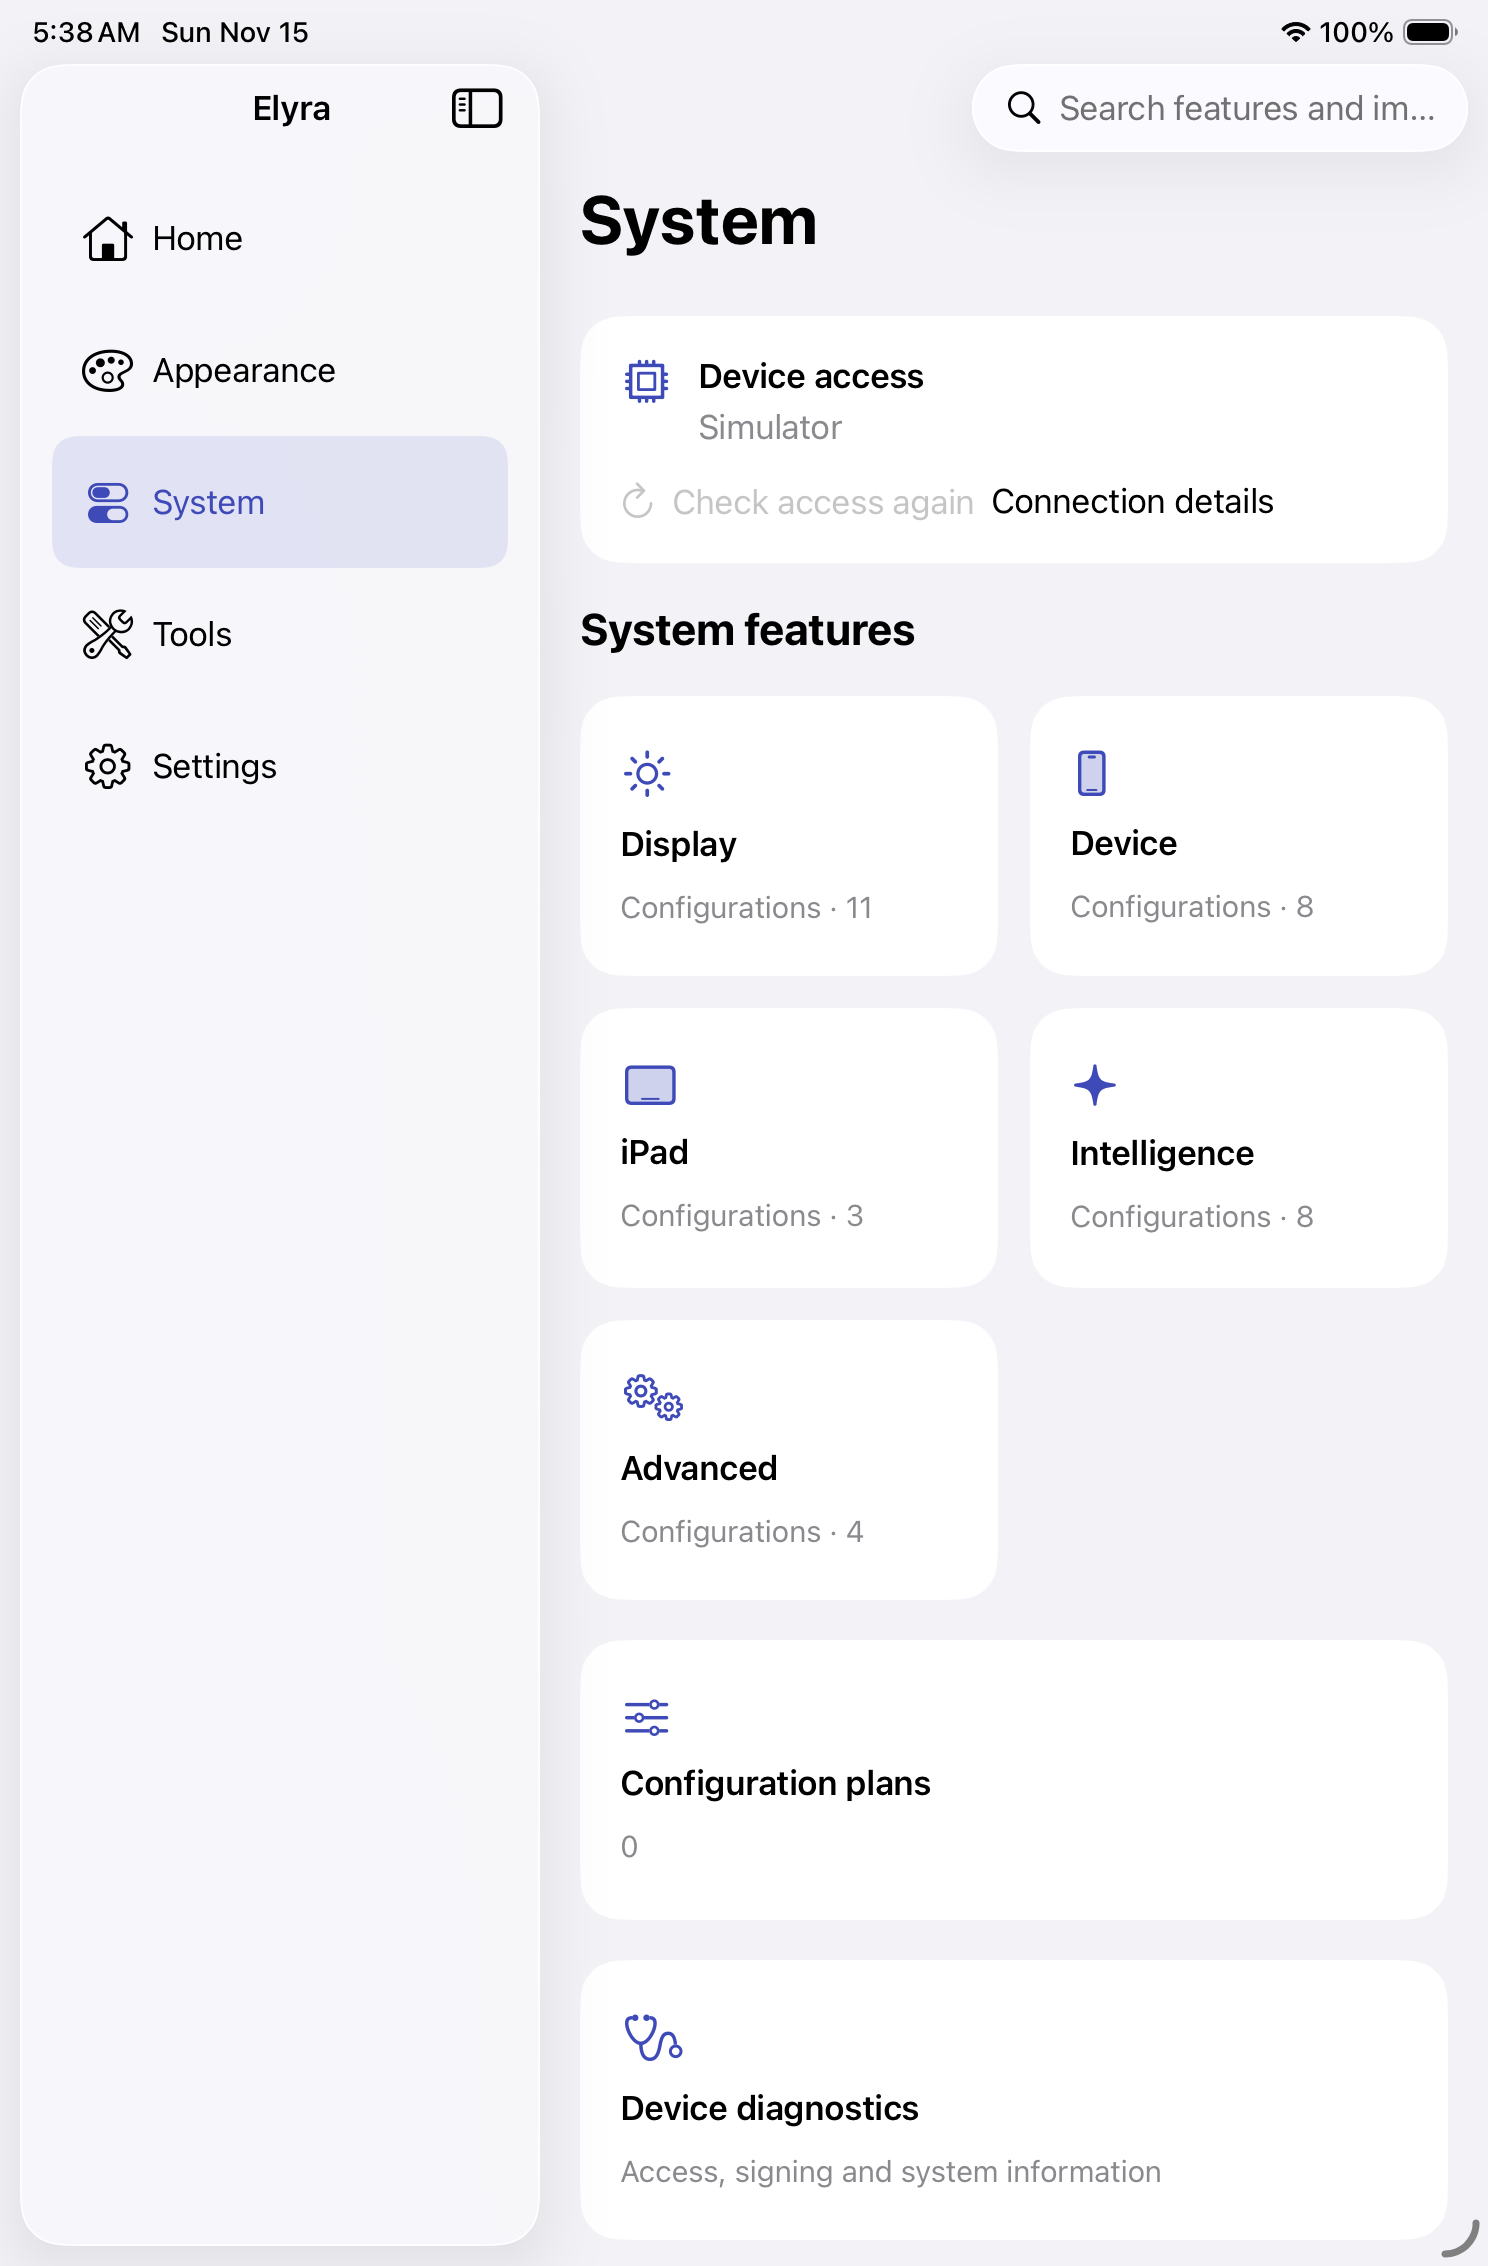 5:38 AM Sun Nov 15
100%
Elyra
Search features and im...
Home
Appearance
System
Tools
Settings
System
Device access
Simulator
Check access again Connection details
System features
Display
Configurations · 11
Device
Configurations · 8
iPad
Configurations · 3
Intelligence
Configurations · 8
Advanced
Configurations · 4
Configuration plans
0
Device diagnostics
Access, signing and system information